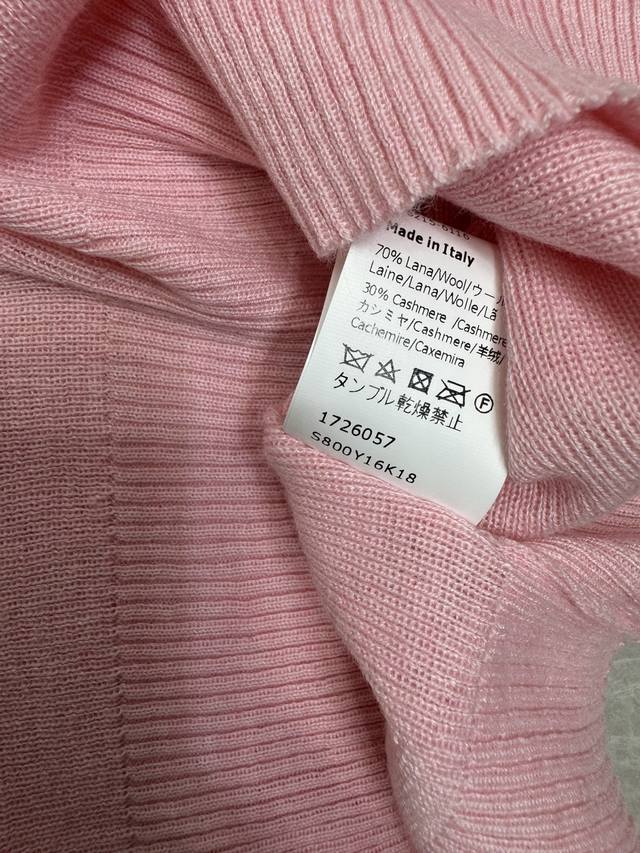 Made in Italy
70% Lana/Wool/ウール
Laine/Lana/Wolle/Lã
30% Cashmere /Cashmere
カシミヤ/Cashmere/羊绒/
Cachemire/Caxemira
F
タンブル乾燥禁止
1726057
S800Y16K18